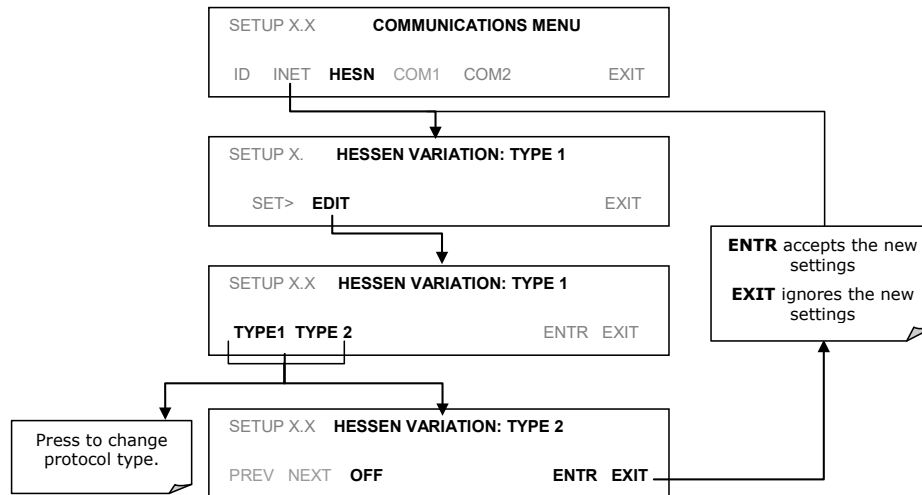 SETUP X.X COMMUNICATIONS MENU
ID INET HESN COM1 COM2 EXIT
SETUP X. HESSEN VARIATION: TYPE 1
SET> EDIT EXIT
ENTR accepts the new
settings
EXIT ignores the new
settings
SETUP X.X HESSEN VARIATION: TYPE 1
TYPE1 TYPE 2 ENTR EXIT
Press to change
protocol type.
SETUP X.X HESSEN VARIATION: TYPE 2
PREV NEXT OFF ENTR EXIT